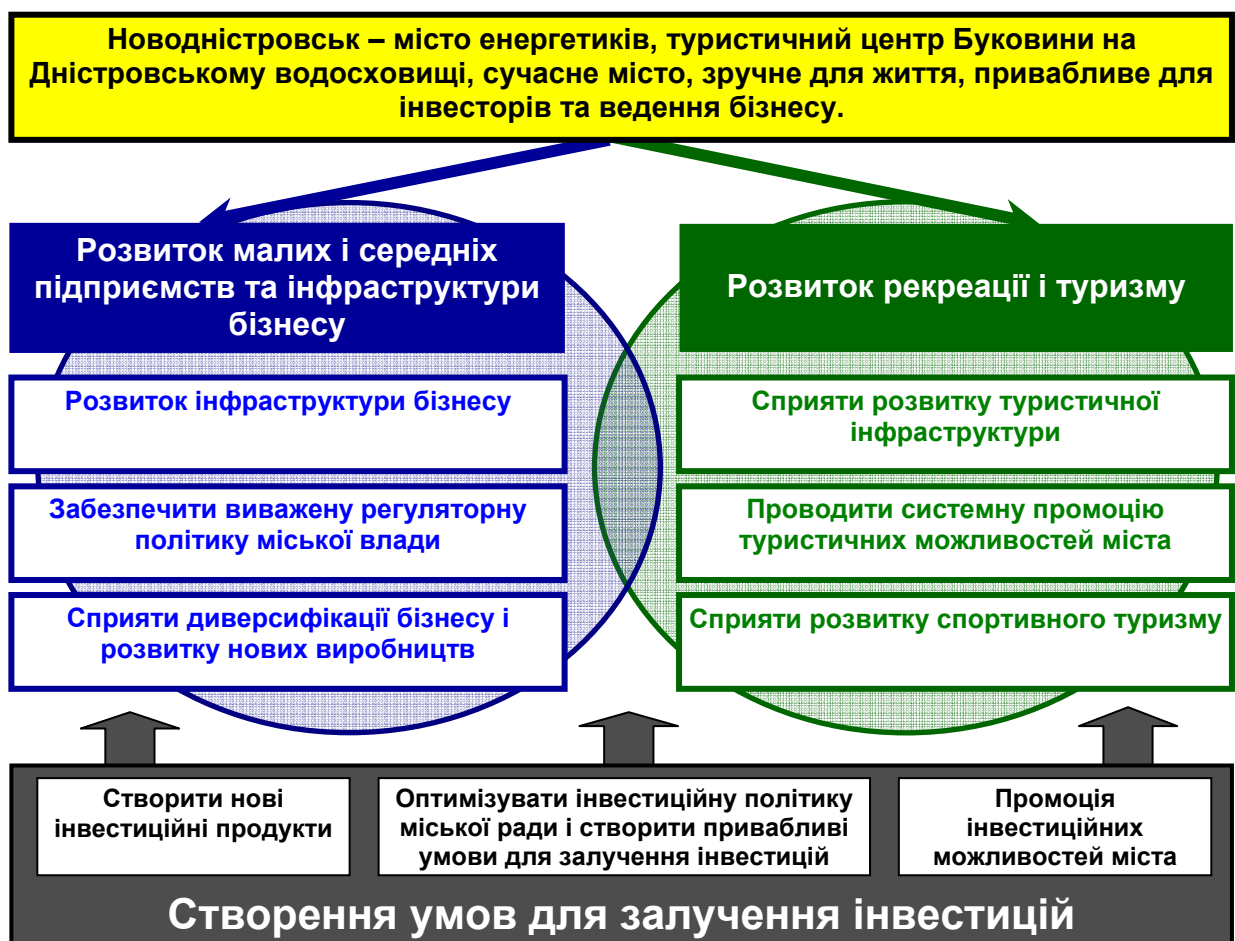 Новодністровськ – місто енергетиків, туристичний центр Буковини на
Дністровському водосховищі, сучасне місто, зручне для життя, привабливе для
інвесторів та ведення бізнесу.
Розвиток малих і середніх
підприємств та інфраструктури
бізнесу
Розвиток інфраструктури бізнесу
Забезпечити виважену регуляторну
політику міської влади
Сприяти диверсифікації бізнесу і
розвитку нових виробництв
Розвиток рекреації і туризму
Сприяти розвитку туристичної
інфраструктури
Проводити системну промоцію
туристичних можливостей міста
Сприяти розвитку спортивного туризму
Створити нові
інвестиційні продукти
Оптимізувати інвестиційну політику
міської ради і створити привабливі
умови для залучення інвестицій
Промоція
інвестиційних
можливостей міста
Створення умов для залучення інвестицій